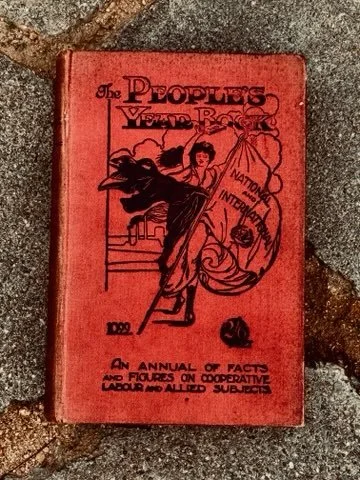 The PEOPLE'S
YEAR BOOK
NATIONAL
AND
INTERNATIONAL
1922
2/6
AN ANNUAL OF FACTS
AND FIGURES ON COOPERATIVE
LABOUR AND ALLIED SUBJECTS